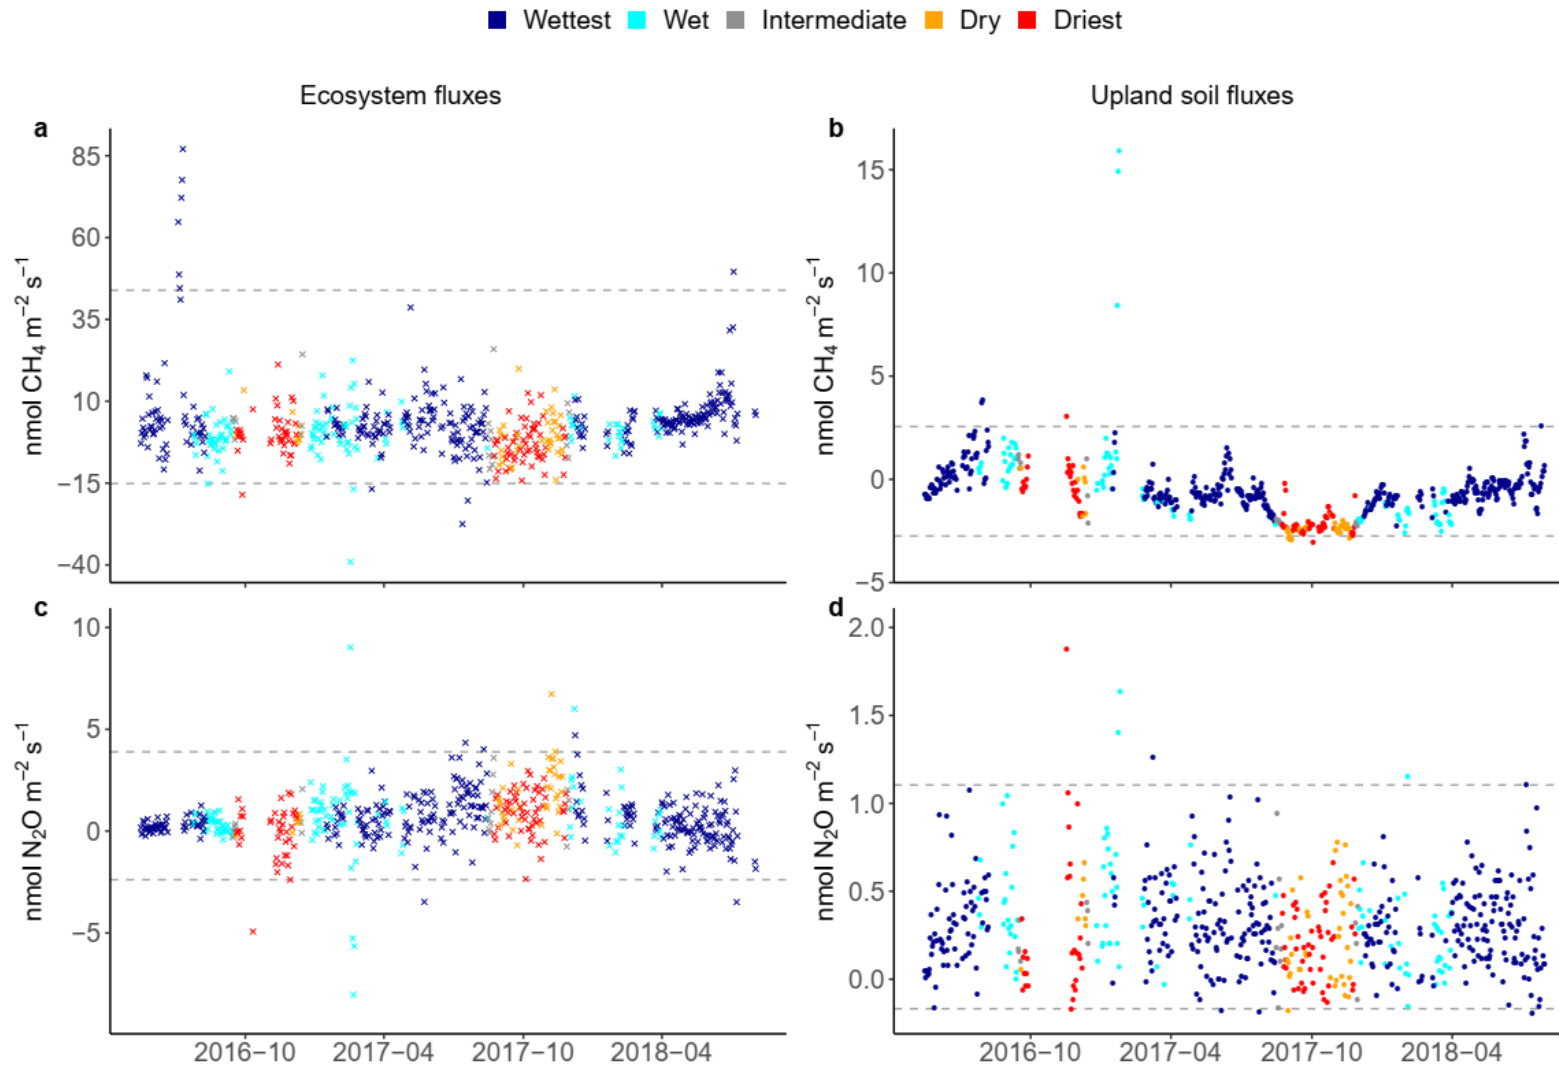 Wettest Wet Intermediate Dry Driest
Ecosystem fluxes
Upland soil fluxes
a
85
60
35
10
−15
−40
nmol CH₄ m⁻² s⁻¹
b
15
10
5
0
−5
nmol CH₄ m⁻² s⁻¹
c
10
5
0
−5
nmol N₂O m⁻² s⁻¹
2016−10 2017−04 2017−10 2018−04
d
2.0
1.5
1.0
0.5
0.0
nmol N₂O m⁻² s⁻¹
2016−10 2017−04 2017−10 2018−04